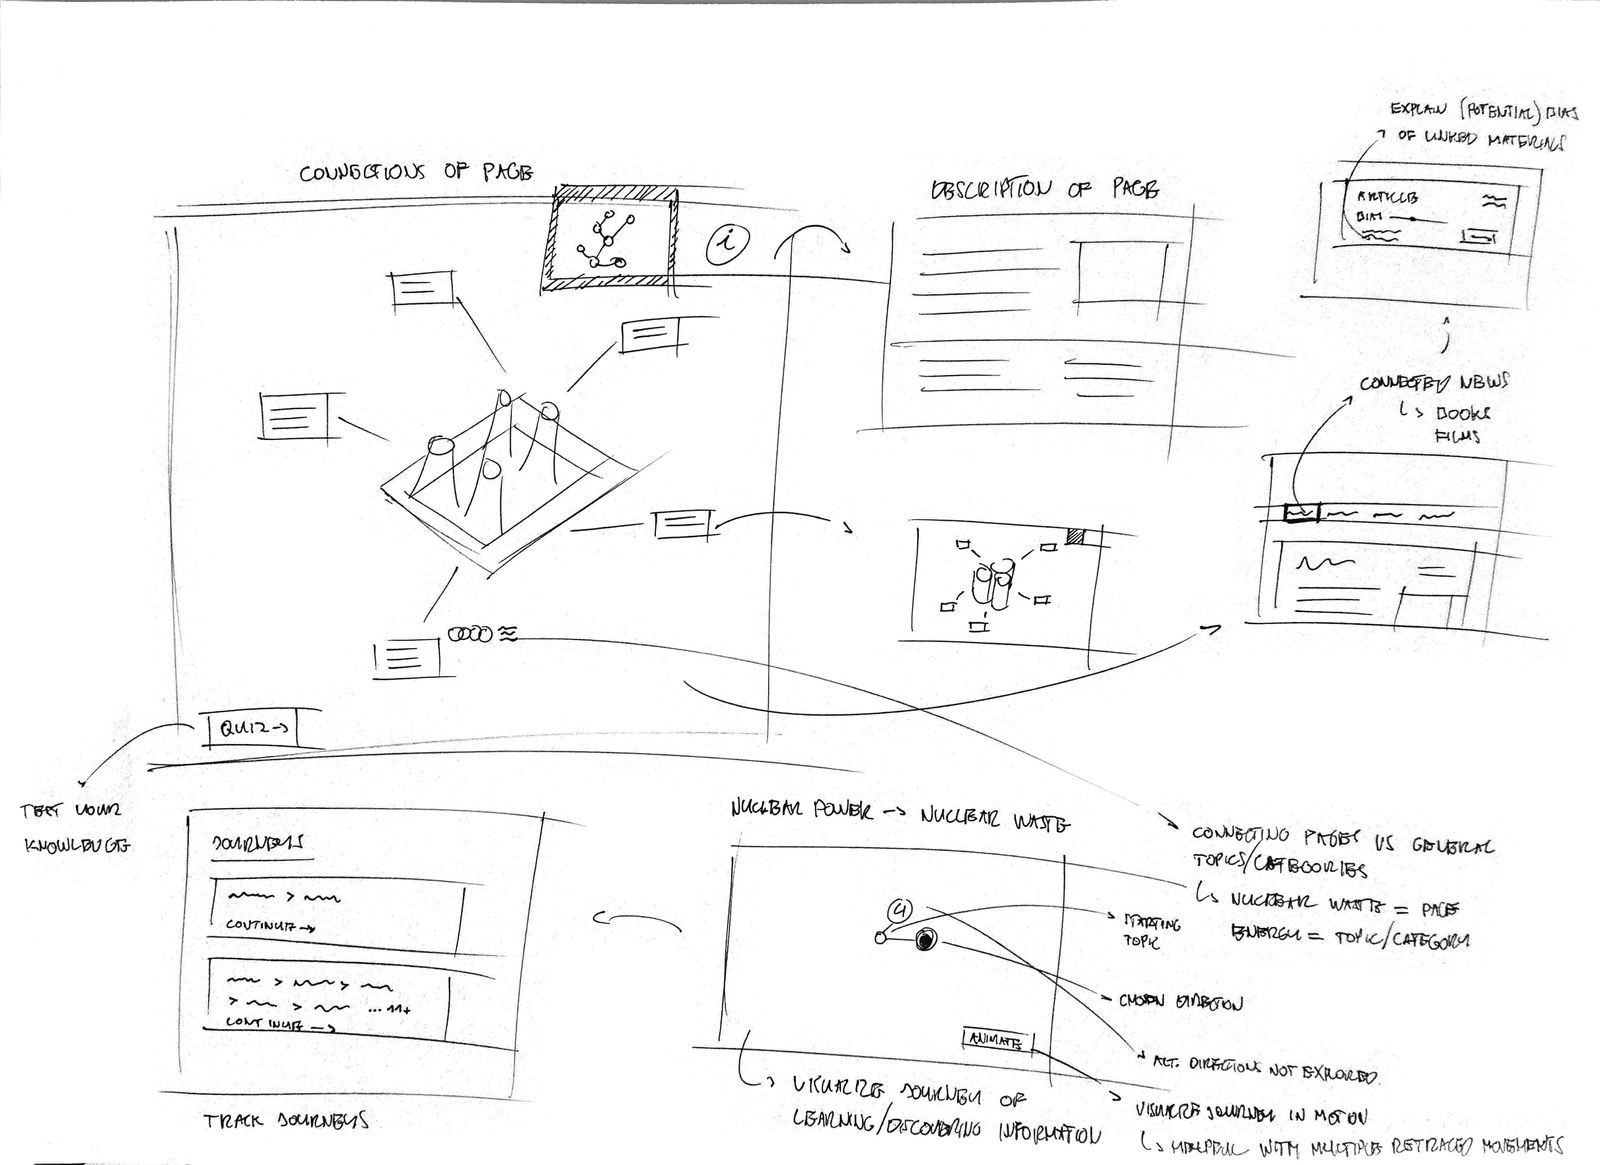 EXPLAIN (POTENTIAL) BIAS
OF LINKED MATERIALS
CONNECTIONS OF PAGE
DESCRIPTION OF PAGE
ARTICLE
BIAS
i
CONNECTED NEWS
↳ BOOKS
FILMS
QUIZ →
TEST YOUR
KNOWLEDGE
JOURNEYS
CONTINUE →
... 11+
CONTINUE →
TRACK JOURNEYS
NUCLEAR POWER → NUCLEAR WASTE
4
STARTING
TOPIC
CHOSEN DIRECTION
ANIMATE
ALT. DIRECTIONS NOT EXPLORED.
↳ VISUALIZE JOURNEY OF
LEARNING/DISCOVERING INFORMATION
VISUALIZE JOURNEY IN MOTION
↳ HELPFUL WITH MULTIPLE RETRACED MOVEMENTS
CONNECTING PAGES VS GENERAL
TOPICS/CATEGORIES
↳ NUCLEAR WASTE = PAGE
ENERGY = TOPIC/CATEGORY